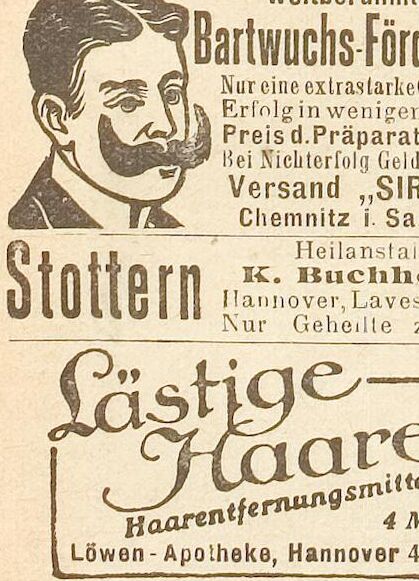 Bartwuchs-Förd
Nur eine extrastarke
Erfolg in weniger
Preis d. Präparat
Bei Nichterfolg Geld
Versand „SIR
Chemnitz i. Sa
Stottern
Heilanstal
K. Buchh
Hannover, Laves
Nur Geheilte z
Lästige
Haare
Haarentfernungsmitte
4 M
Löwen-Apotheke, Hannover 4